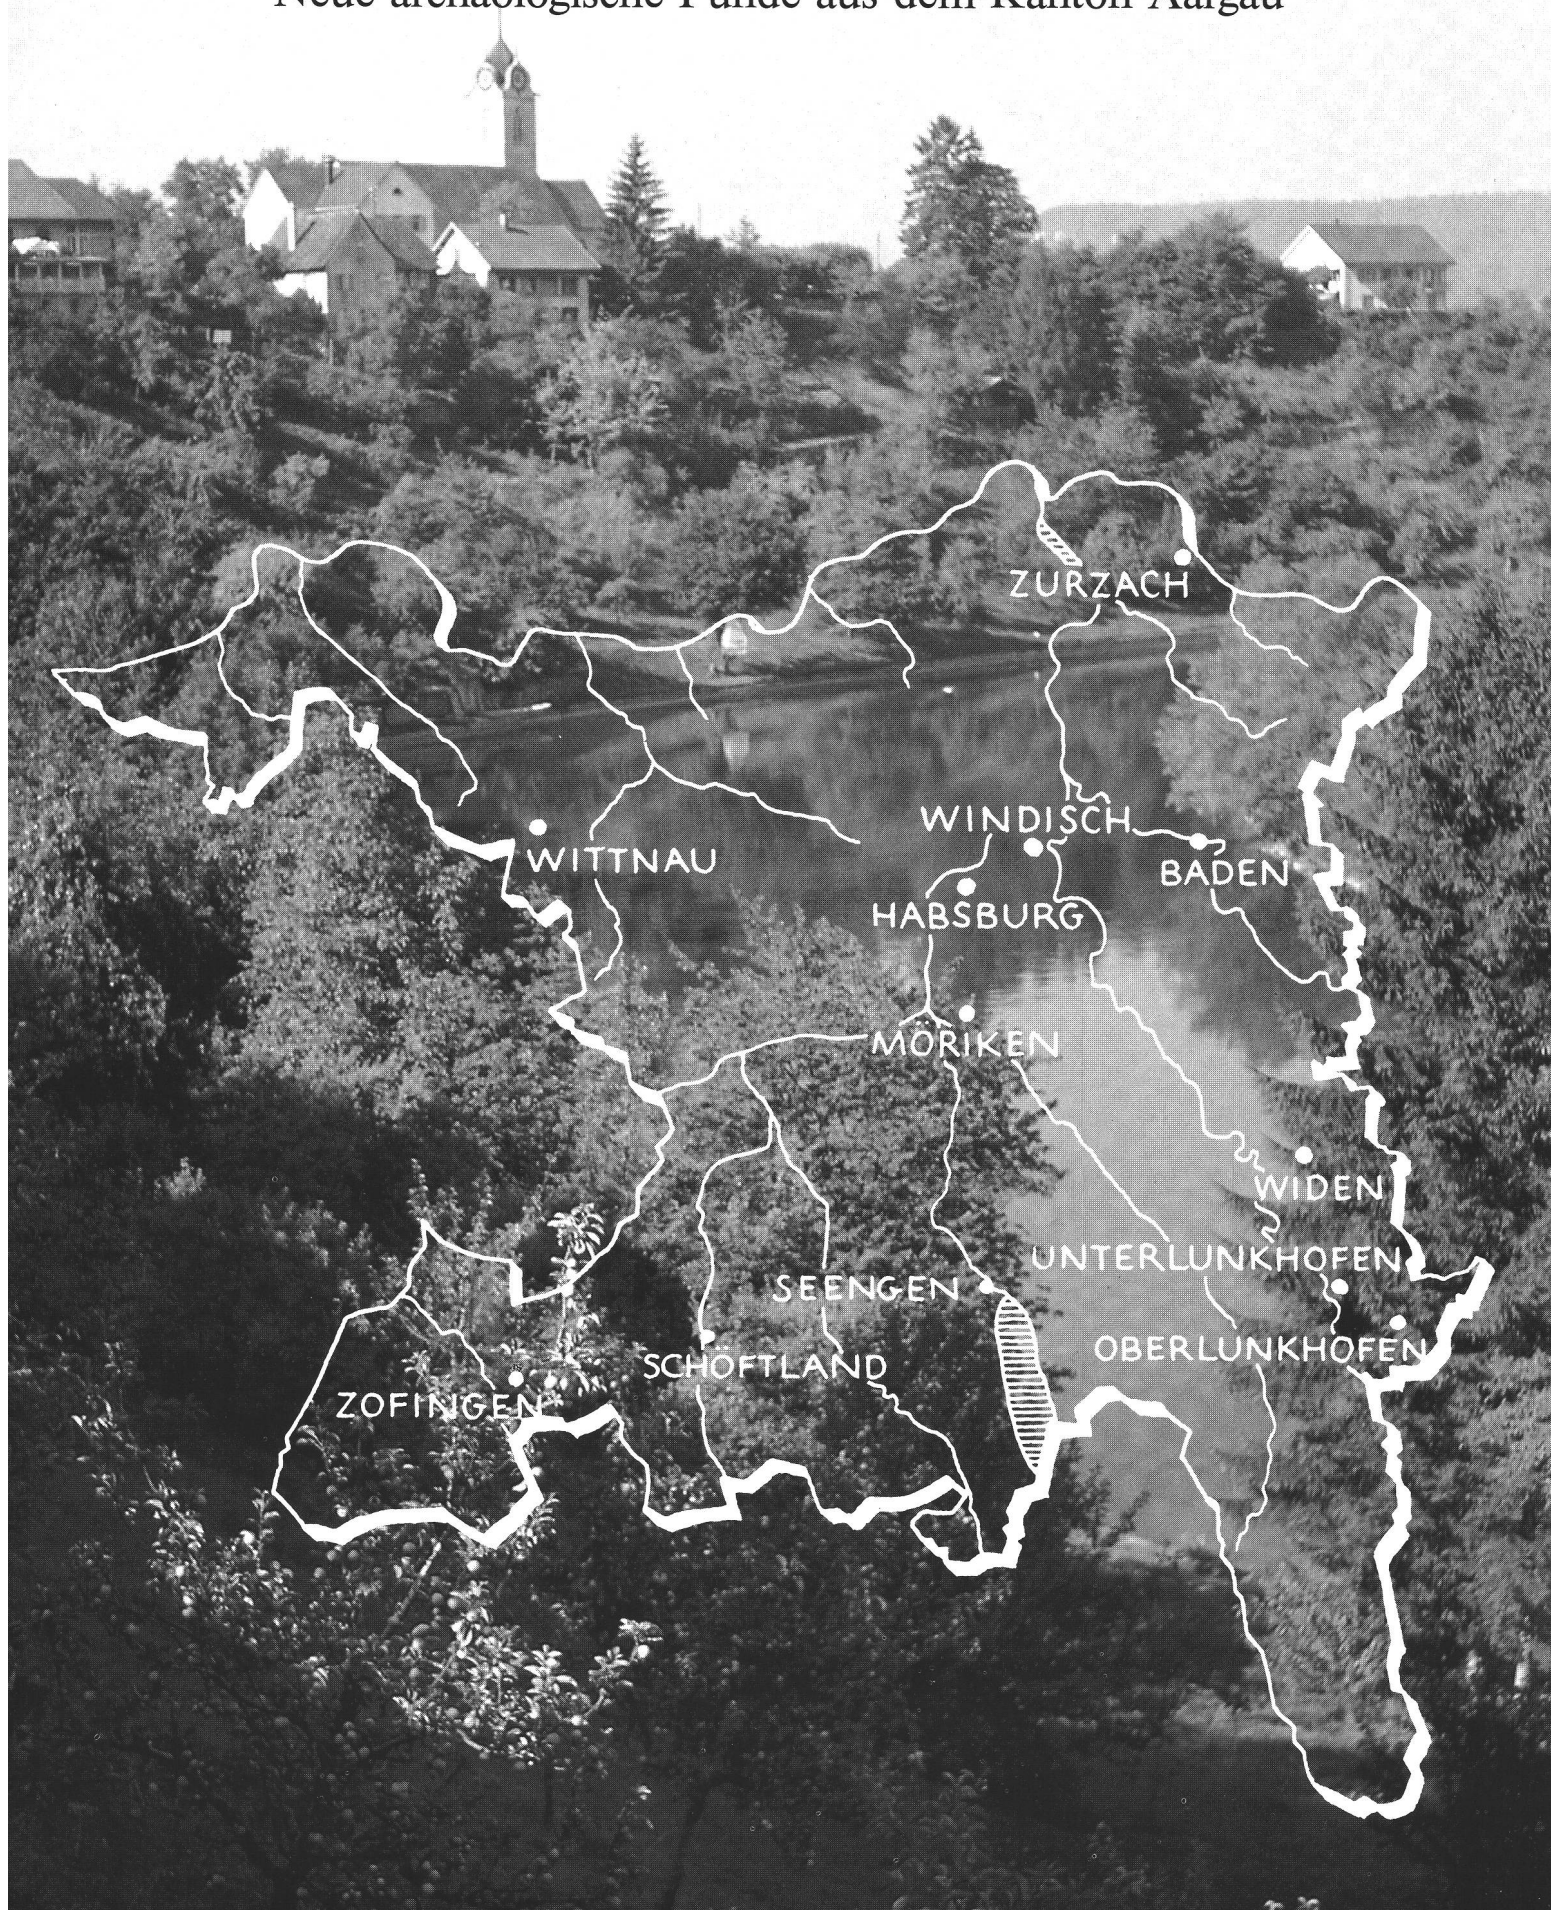 Neue archäologische Funde aus dem Kanton Aargau
ZURZACH
WINDISCH
WITTNAU
BADEN
HABSBURG
MÖRIKEN
WIDEN
UNTERLUNKHOFEN
SEENGEN
OBERLUNKHOFEN
SCHÖFTLAND
ZOFINGEN